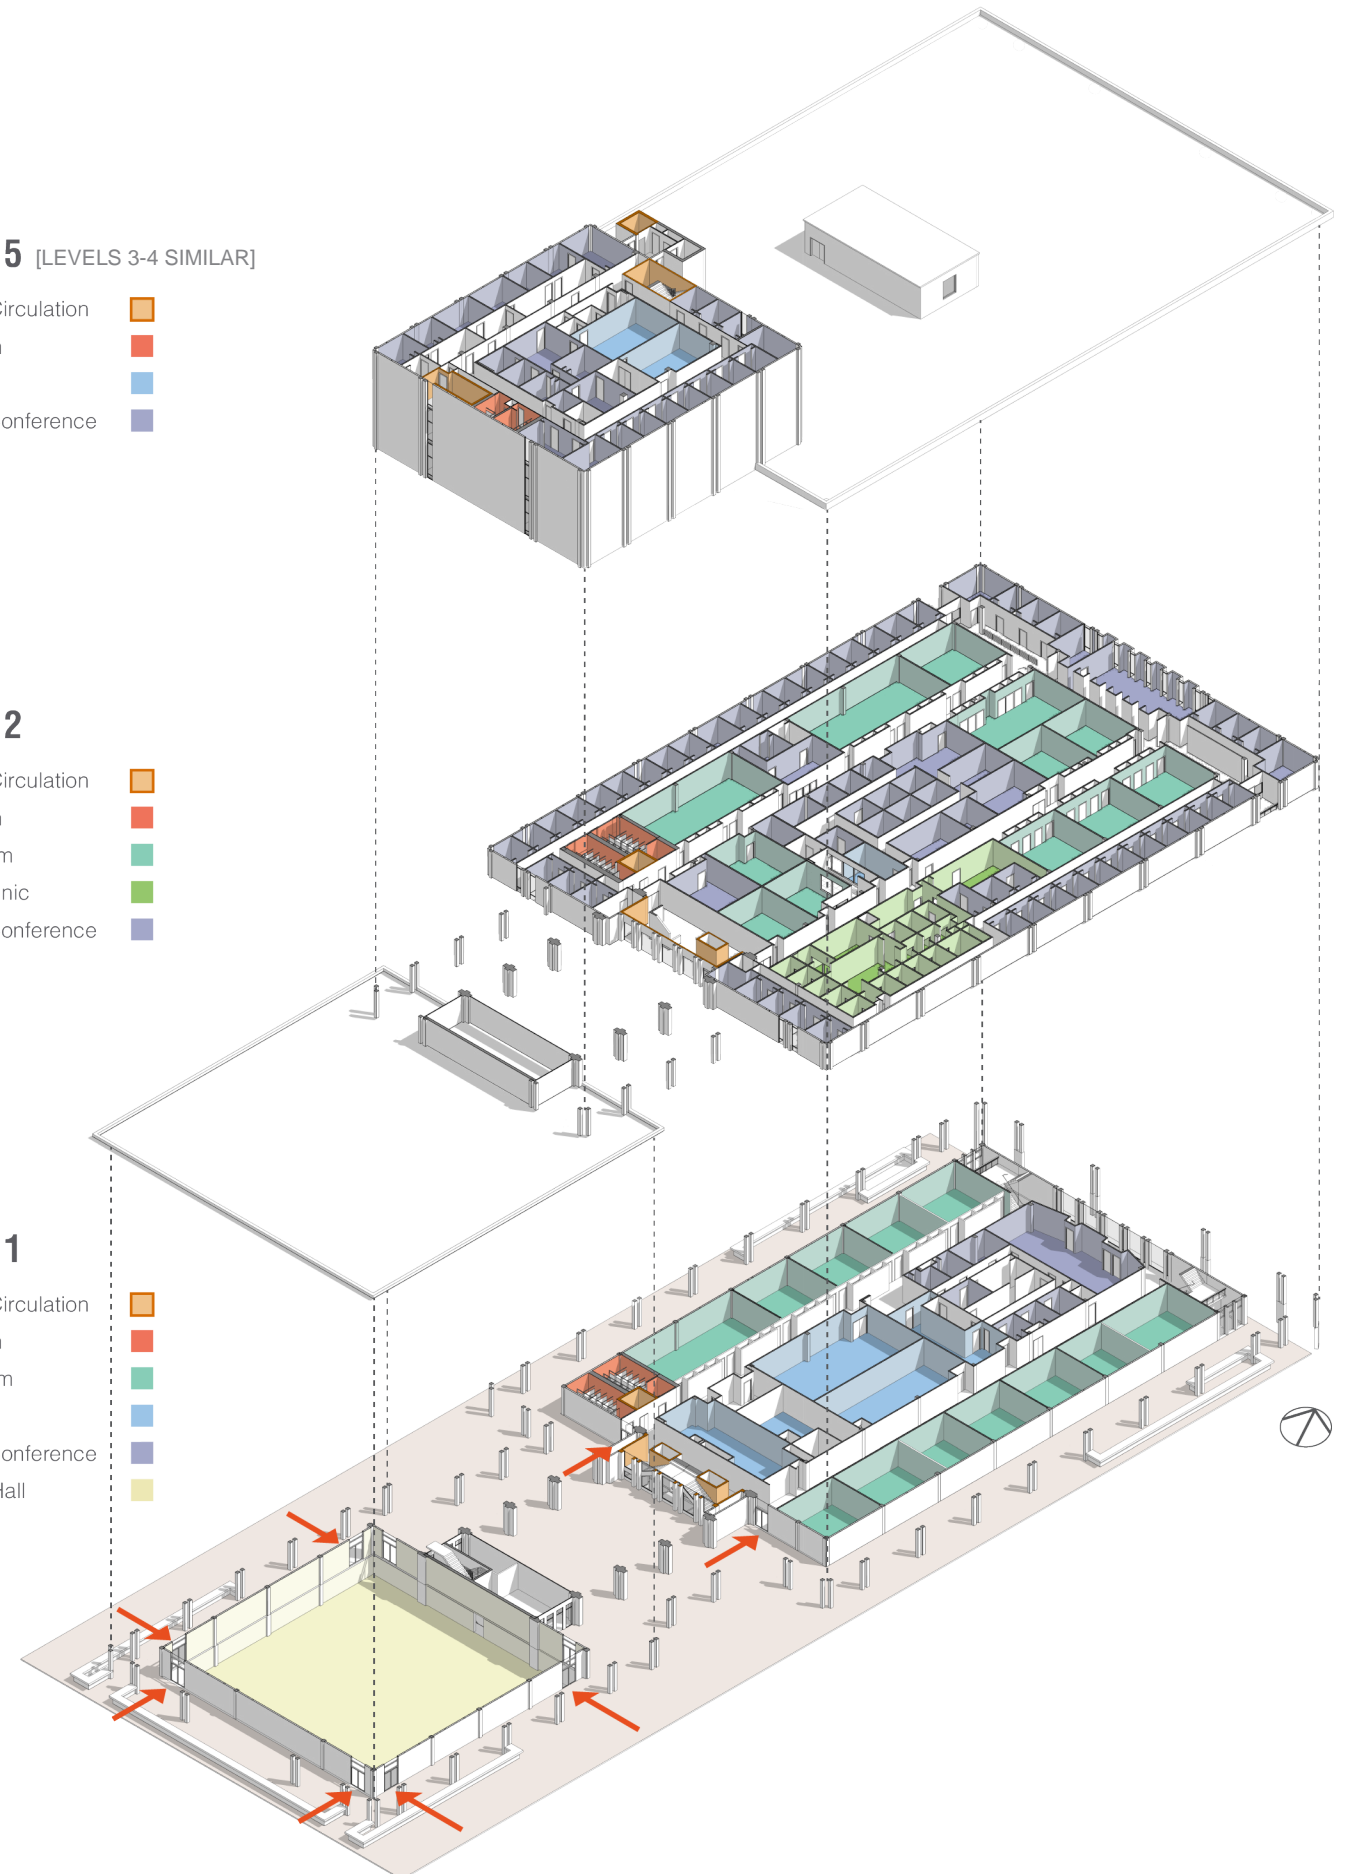 5 [LEVELS 3-4 SIMILAR]
Circulation
onference
2
Circulation
m
nic
onference
1
Circulation
m
onference
Hall